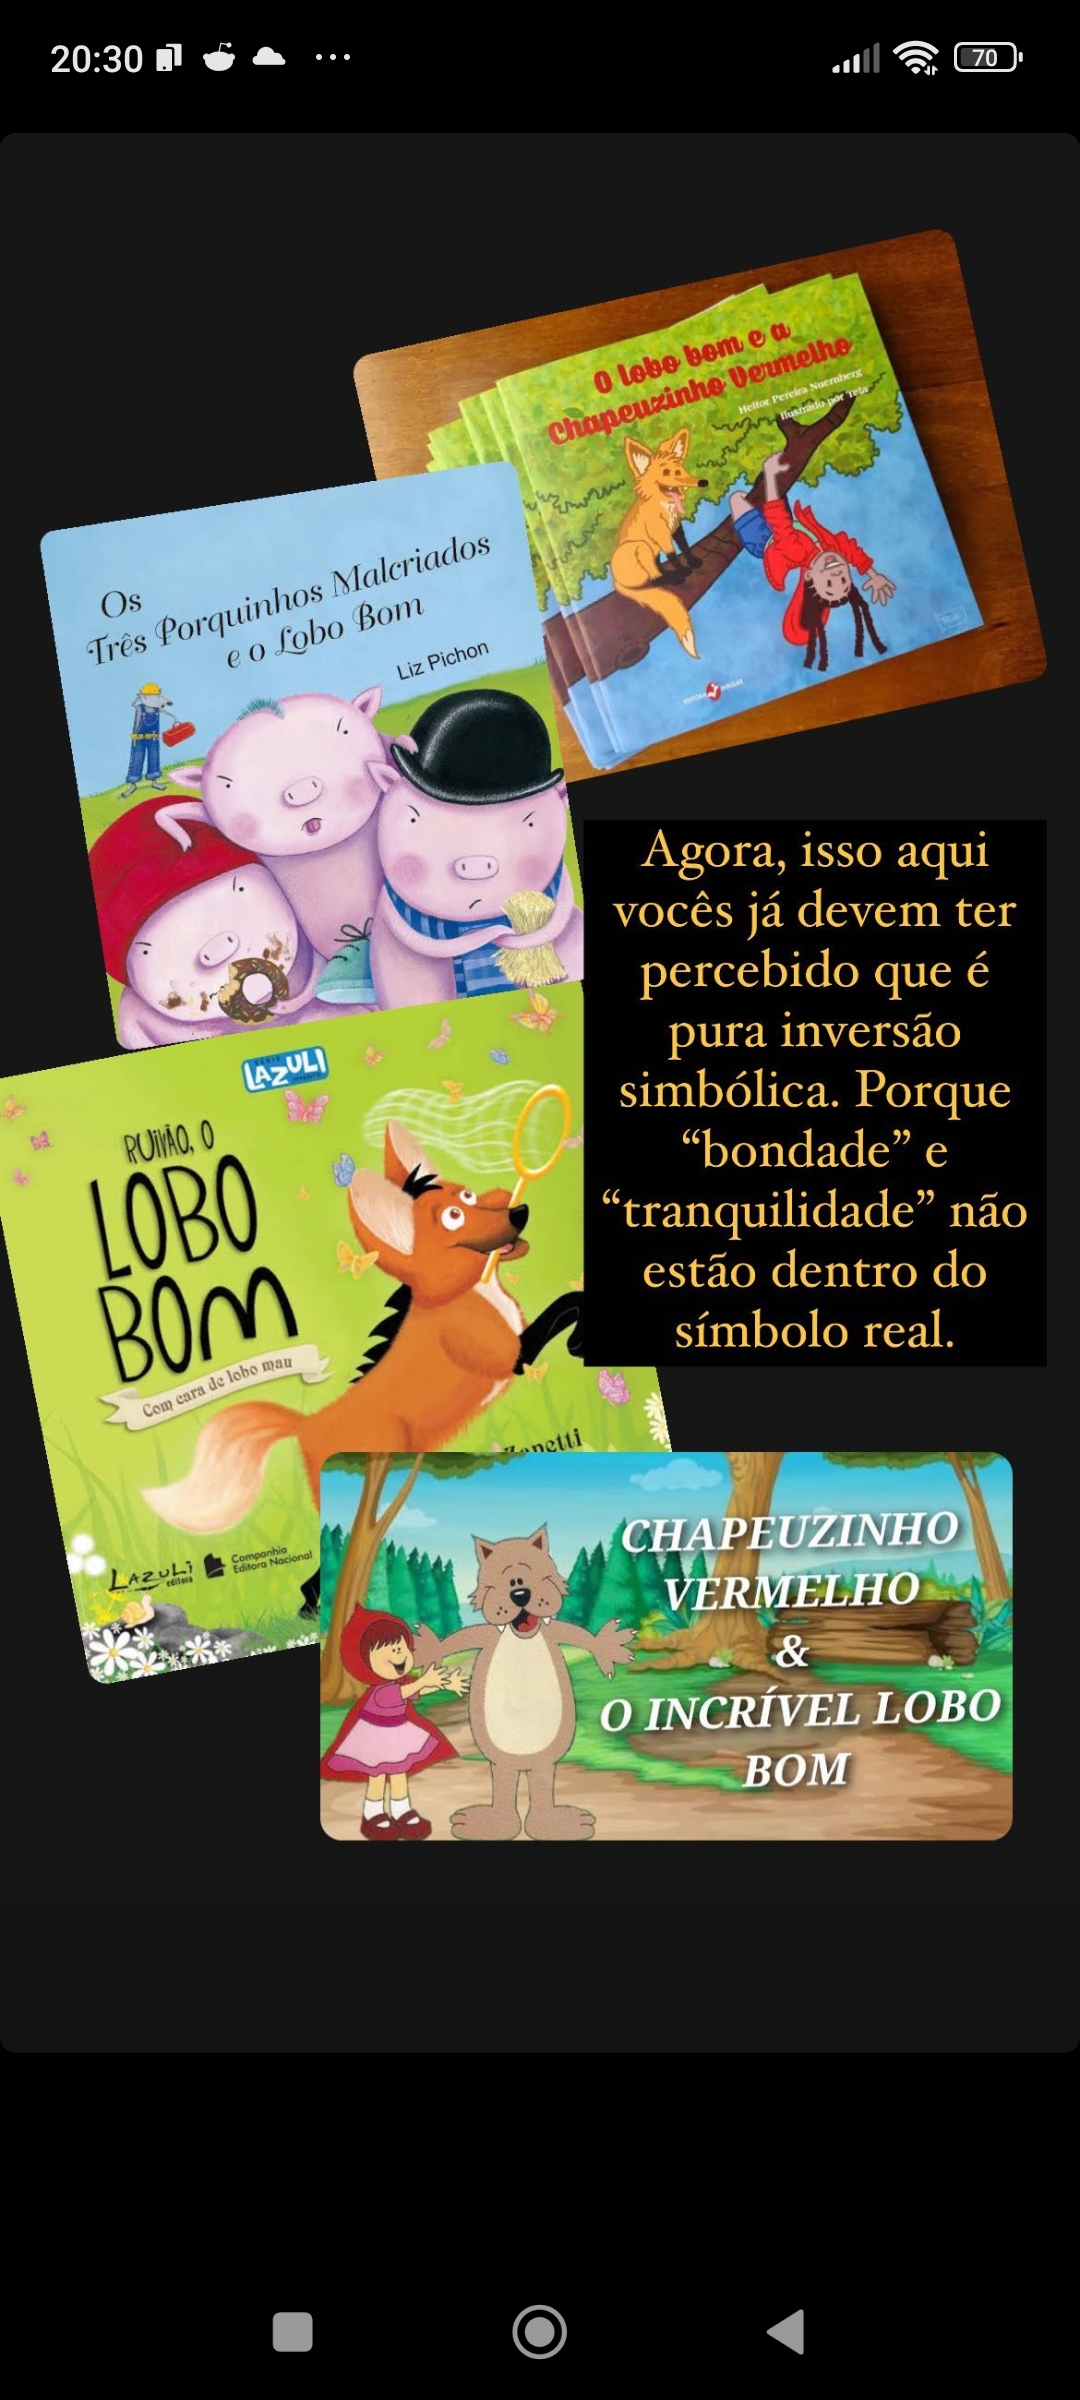 20:30
70
O lobo bom e a
Chapeuzinho Vermelho
Heitor Pereira Nuernberg
Ilustrado por Teta
Os
Três Porquinhos Malcriados
e o Lobo Bom
Liz Pichon
Agora, isso aqui
vocês já devem ter
percebido que é
pura inversão
simbólica. Porque
“bondade” e
“tranquilidade” não
estão dentro do
símbolo real.
LAZULI
RUIVÃO, O
LOBO
BOM
Com cara de lobo mau
Zanetti
LAZULI
editora
Companhia
Editora Nacional
CHAPEUZINHO
VERMELHO
&
O INCRÍVEL LOBO
BOM